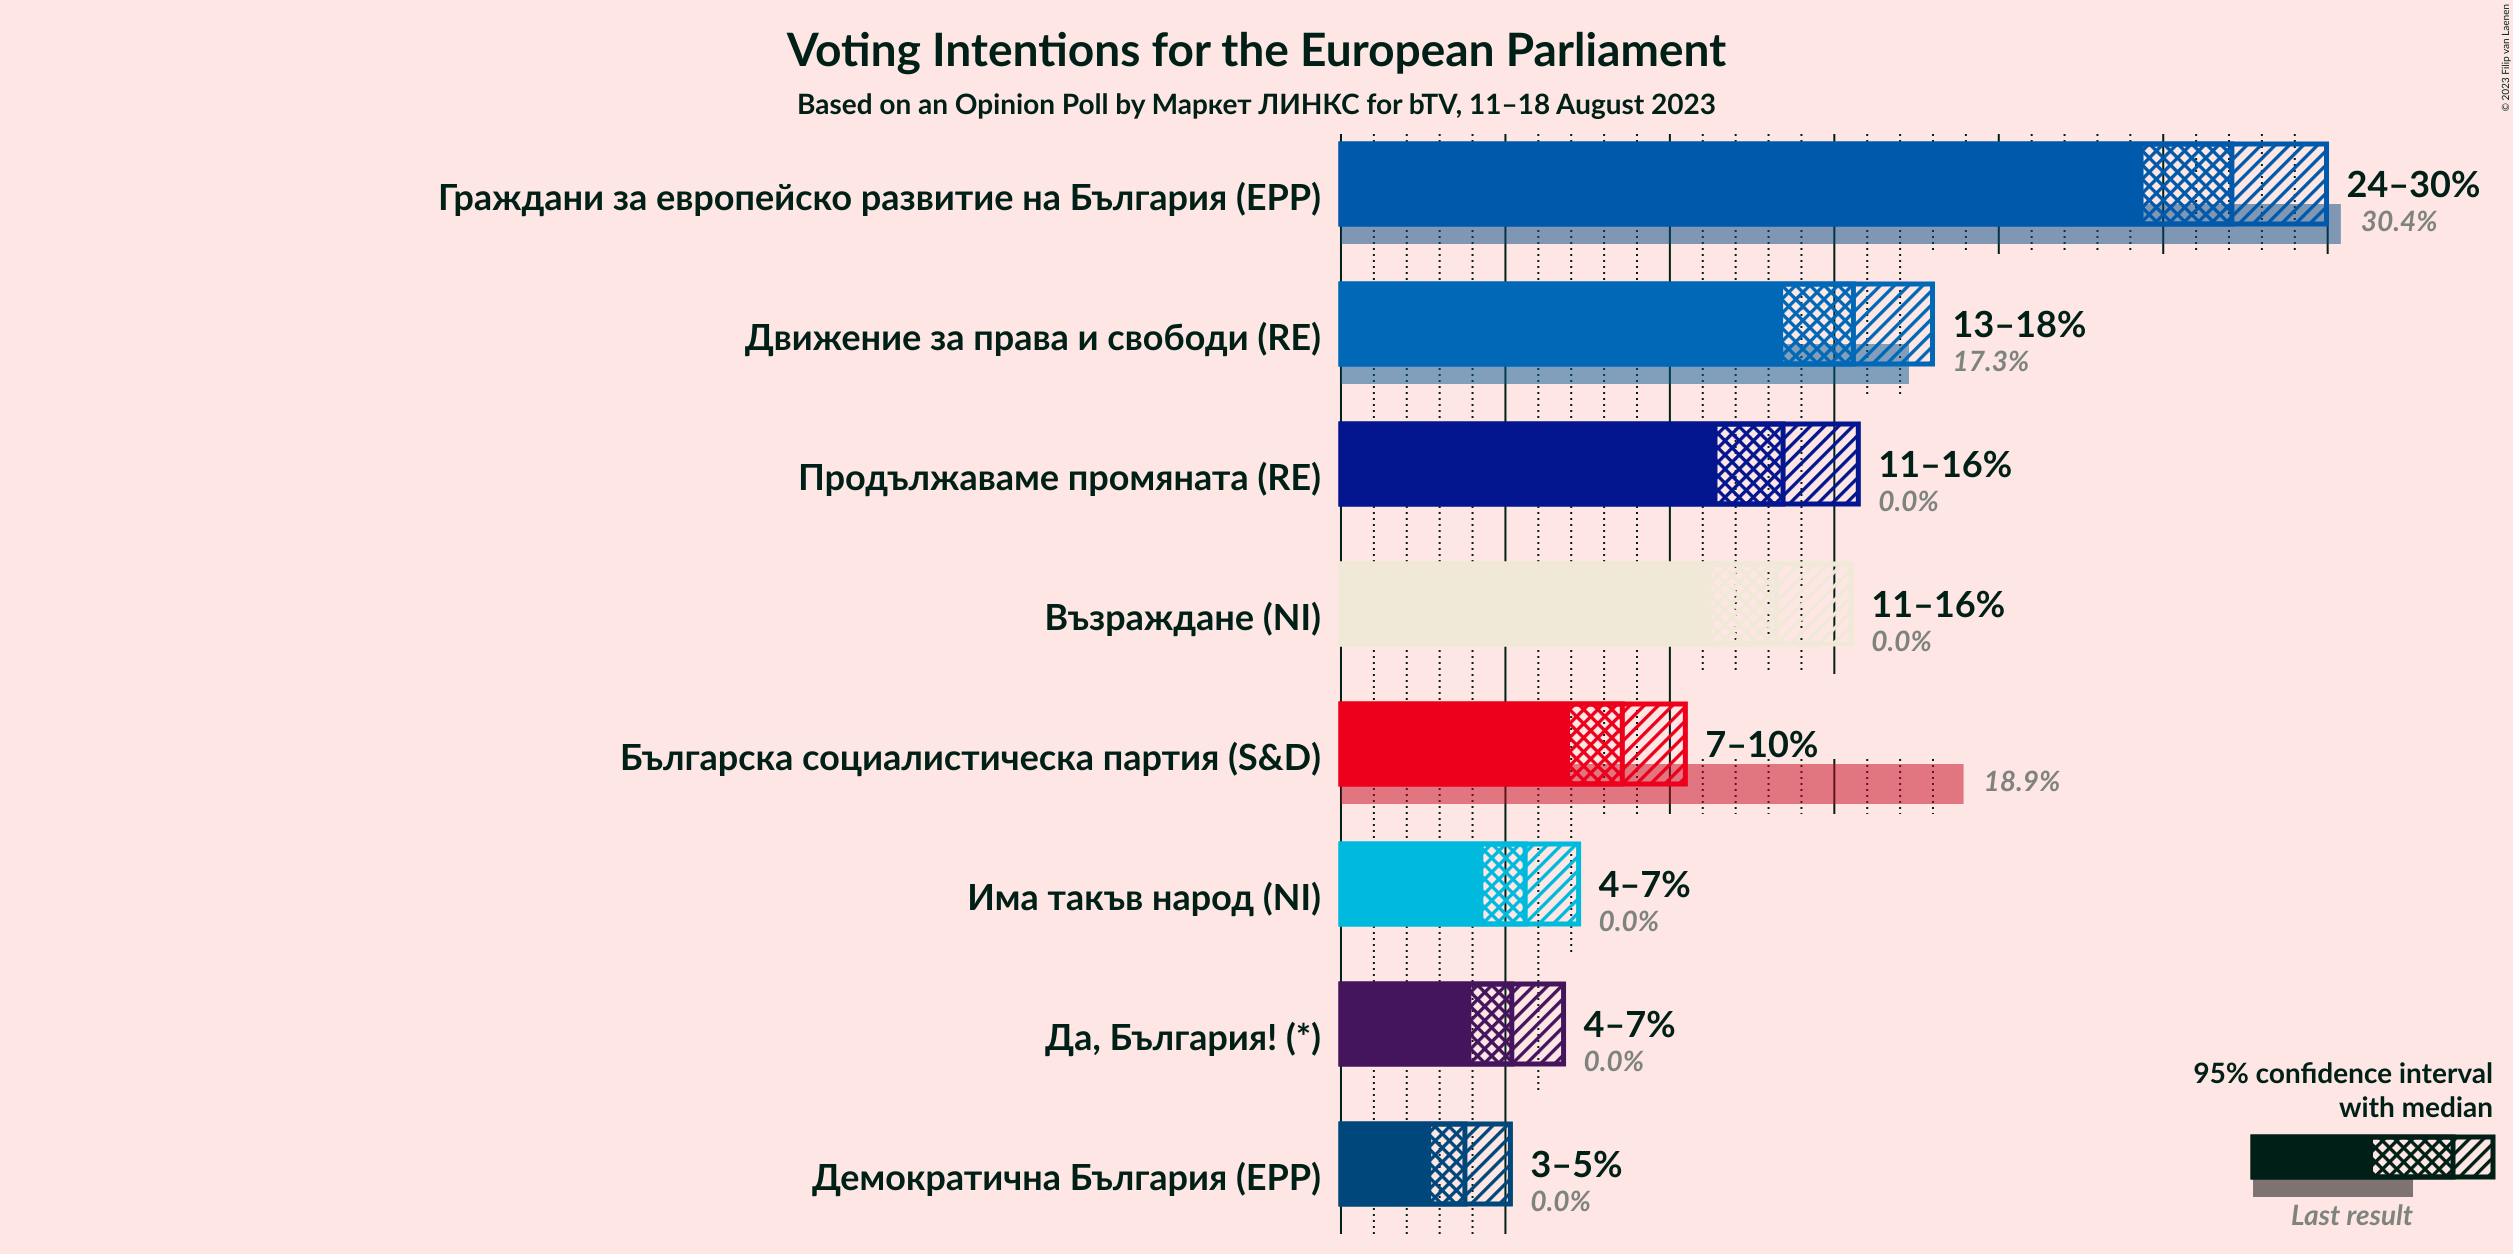 Voting Intentions for the European Parliament
Based on an Opinion Poll by Маркет ЛИНКС for bTV, 11–18 August 2023
© 2023 Filip van Laenen
Граждани за европейско развитие на България (EPP)
24–30%
30.4%
Движение за права и свободи (RE)
13–18%
17.3%
Продължаваме промяната (RE)
11–16%
0.0%
Възраждане (NI)
11–16%
0.0%
Българска социалистическа партия (S&D)
7–10%
18.9%
Има такъв народ (NI)
4–7%
0.0%
Да, България! (*)
4–7%
0.0%
Демократична България (EPP)
3–5%
0.0%
95% confidence interval
with median
Last result